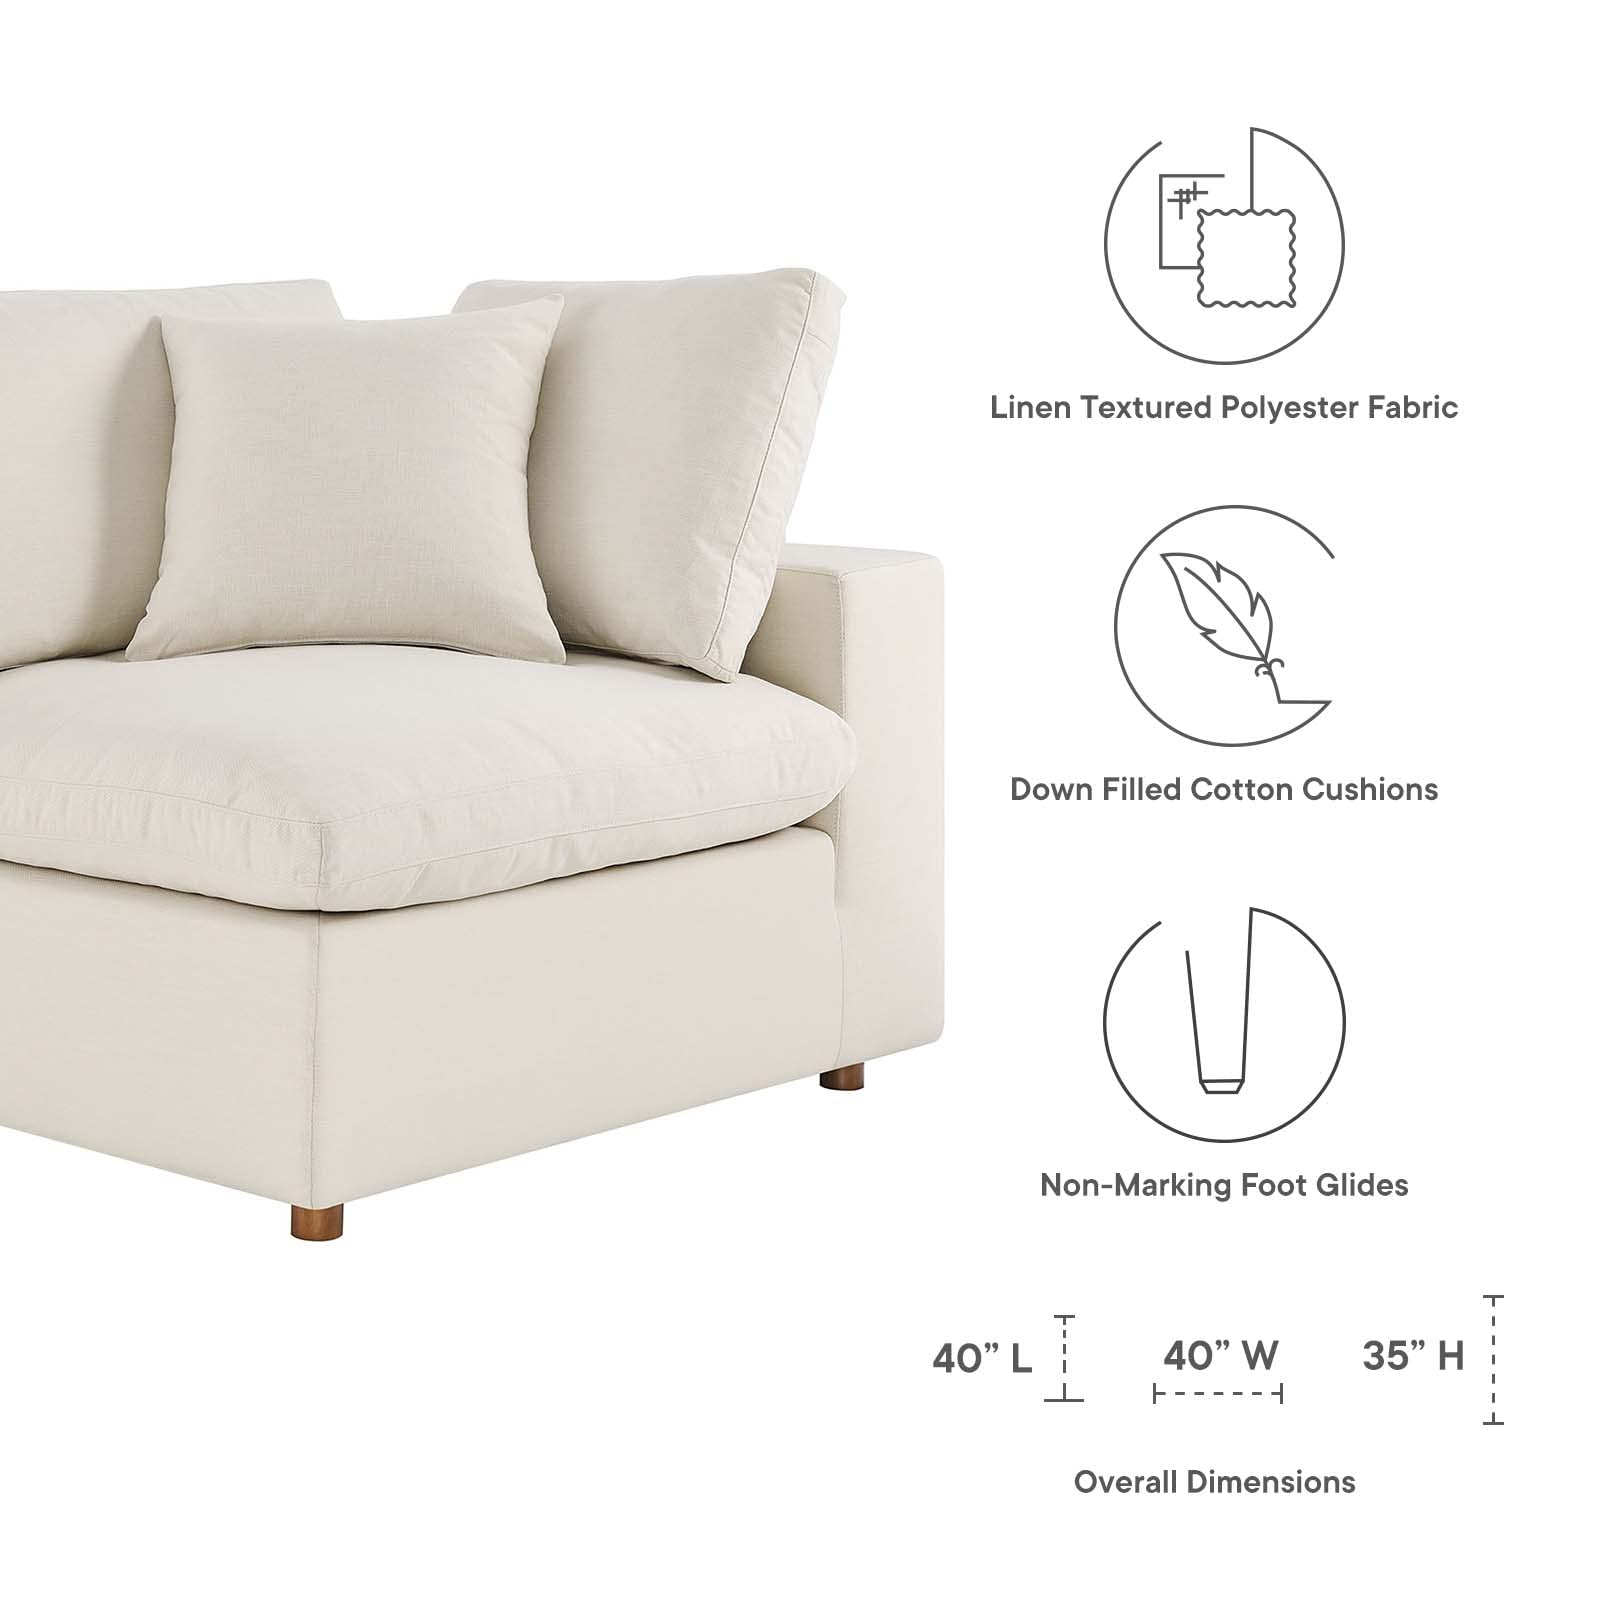 Linen Textured Polyester Fabric
Down Filled Cotton Cushions
Non-Marking Foot Glides
40” L 40” W 35” H
Overall Dimensions